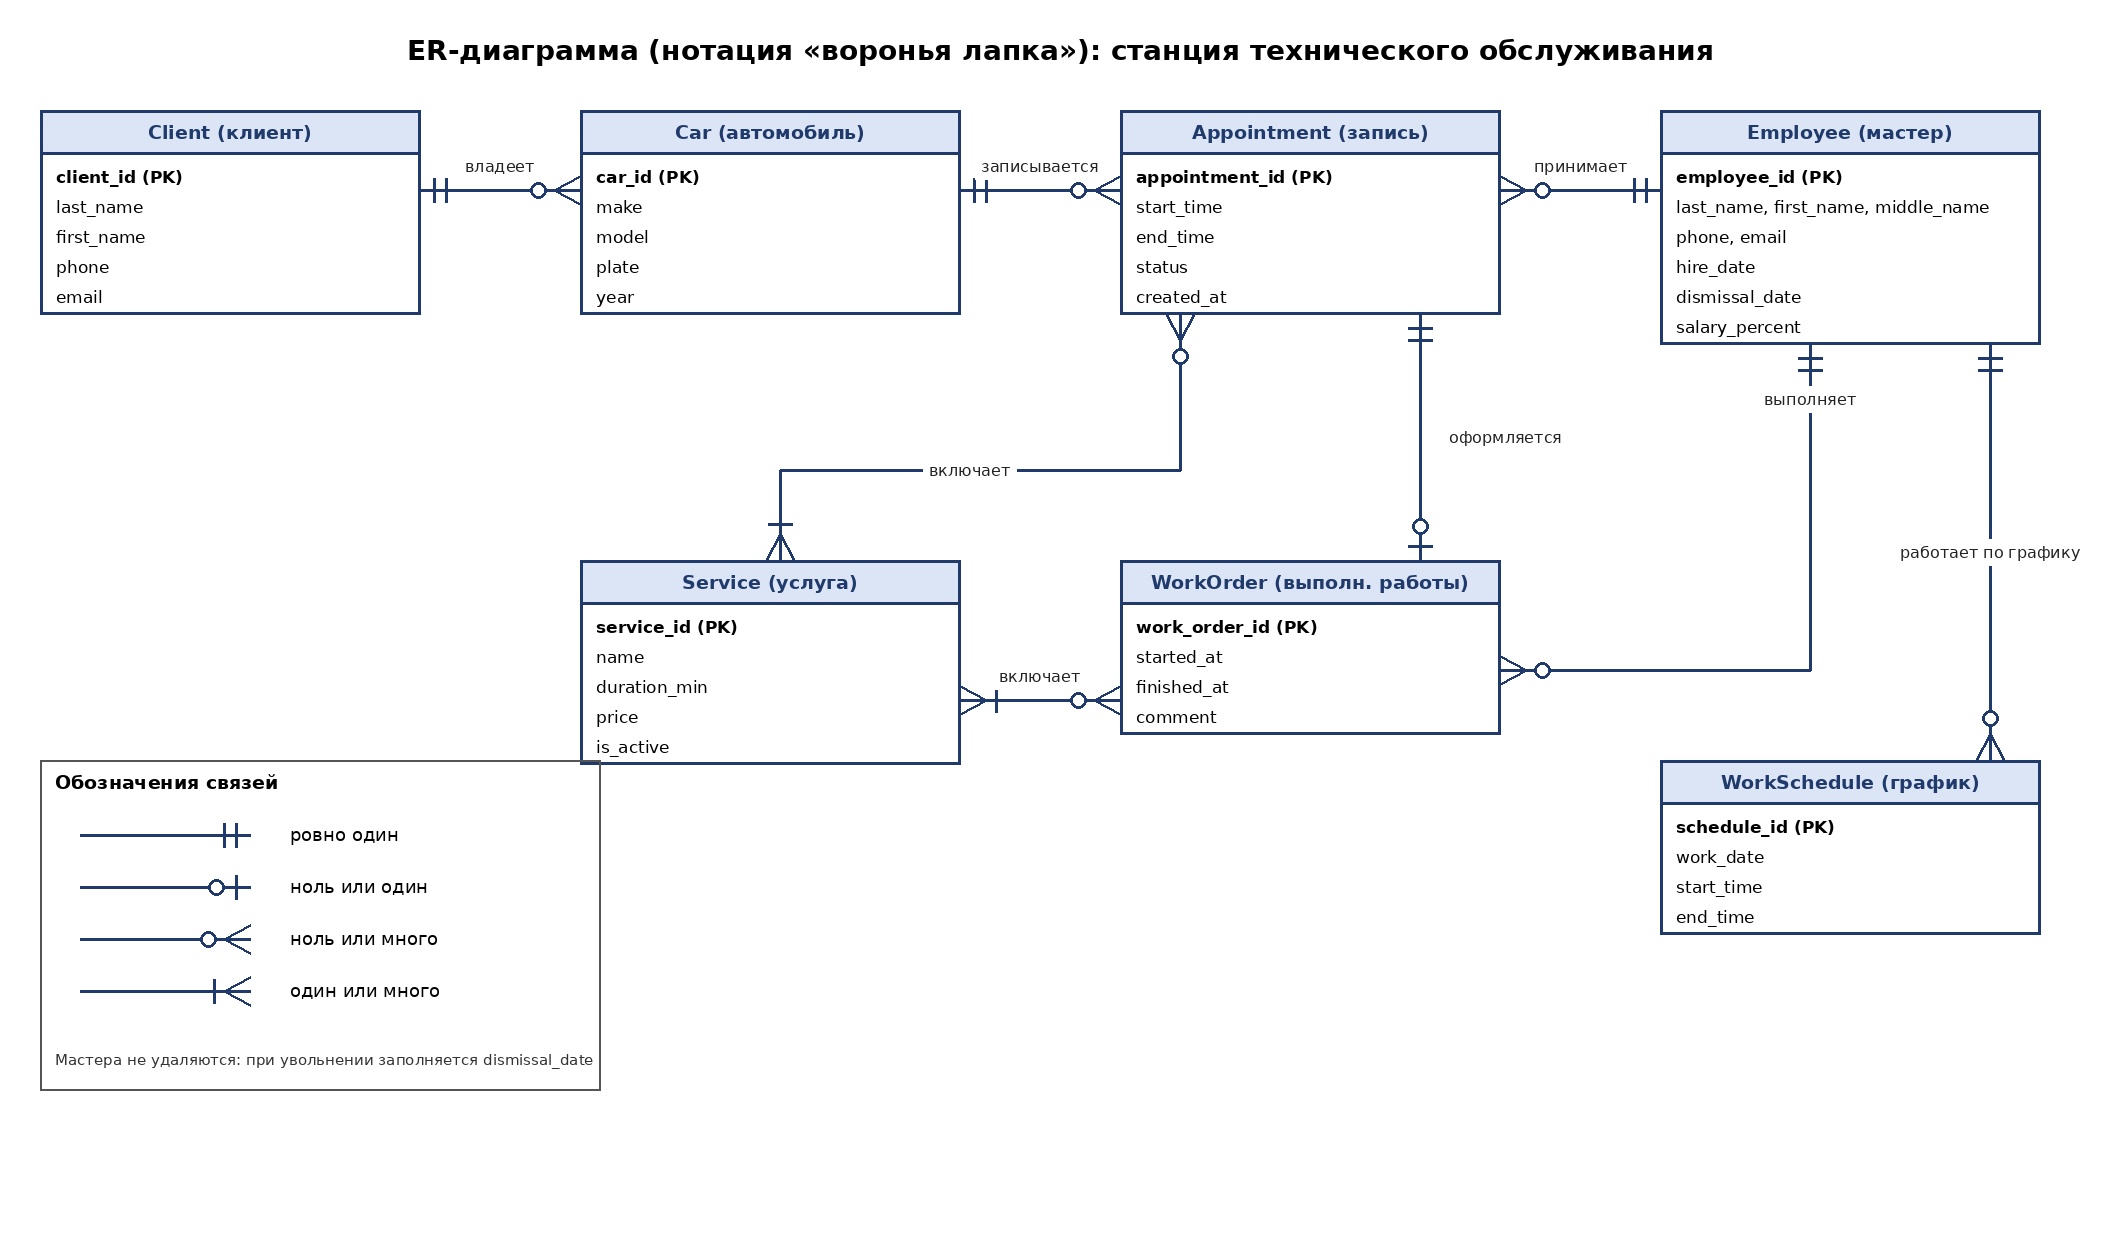 ER-диаграмма (нотация «воронья лапка»): станция технического обслуживания
Client (клиент)
client_id (PK)
last_name
first_name
phone
email
владеет
Car (автомобиль)
car_id (PK)
make
model
plate
year
записывается
Appointment (запись)
appointment_id (PK)
start_time
end_time
status
created_at
принимает
Employee (мастер)
employee_id (PK)
last_name, first_name, middle_name
phone, email
hire_date
dismissal_date
salary_percent
выполняет
оформляется
включает
работает по графику
Service (услуга)
service_id (PK)
name
duration_min
price
is_active
включает
WorkOrder (выполн. работы)
work_order_id (PK)
started_at
finished_at
comment
WorkSchedule (график)
schedule_id (PK)
work_date
start_time
end_time
Обозначения связей
ровно один
ноль или один
ноль или много
один или много
Мастера не удаляются: при увольнении заполняется dismissal_date